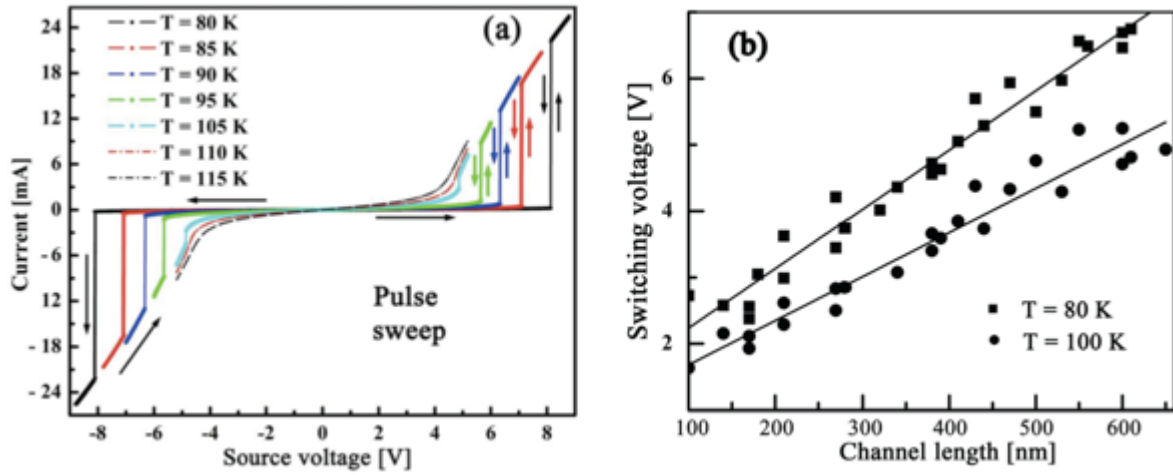 (a)
T = 80 K
T = 85 K
T = 90 K
T = 95 K
T = 105 K
T = 110 K
T = 115 K
Pulse
sweep
Current [mA]
24
18
12
6
0
-6
12
-18
-24
-8
-6
-4
-2
0
2
4
6
8
Source voltage [V]
(b)
T = 80 K
T = 100 K
Switching voltage [V]
6
4
2
100
200
300
400
500
600
Channel length [nm]